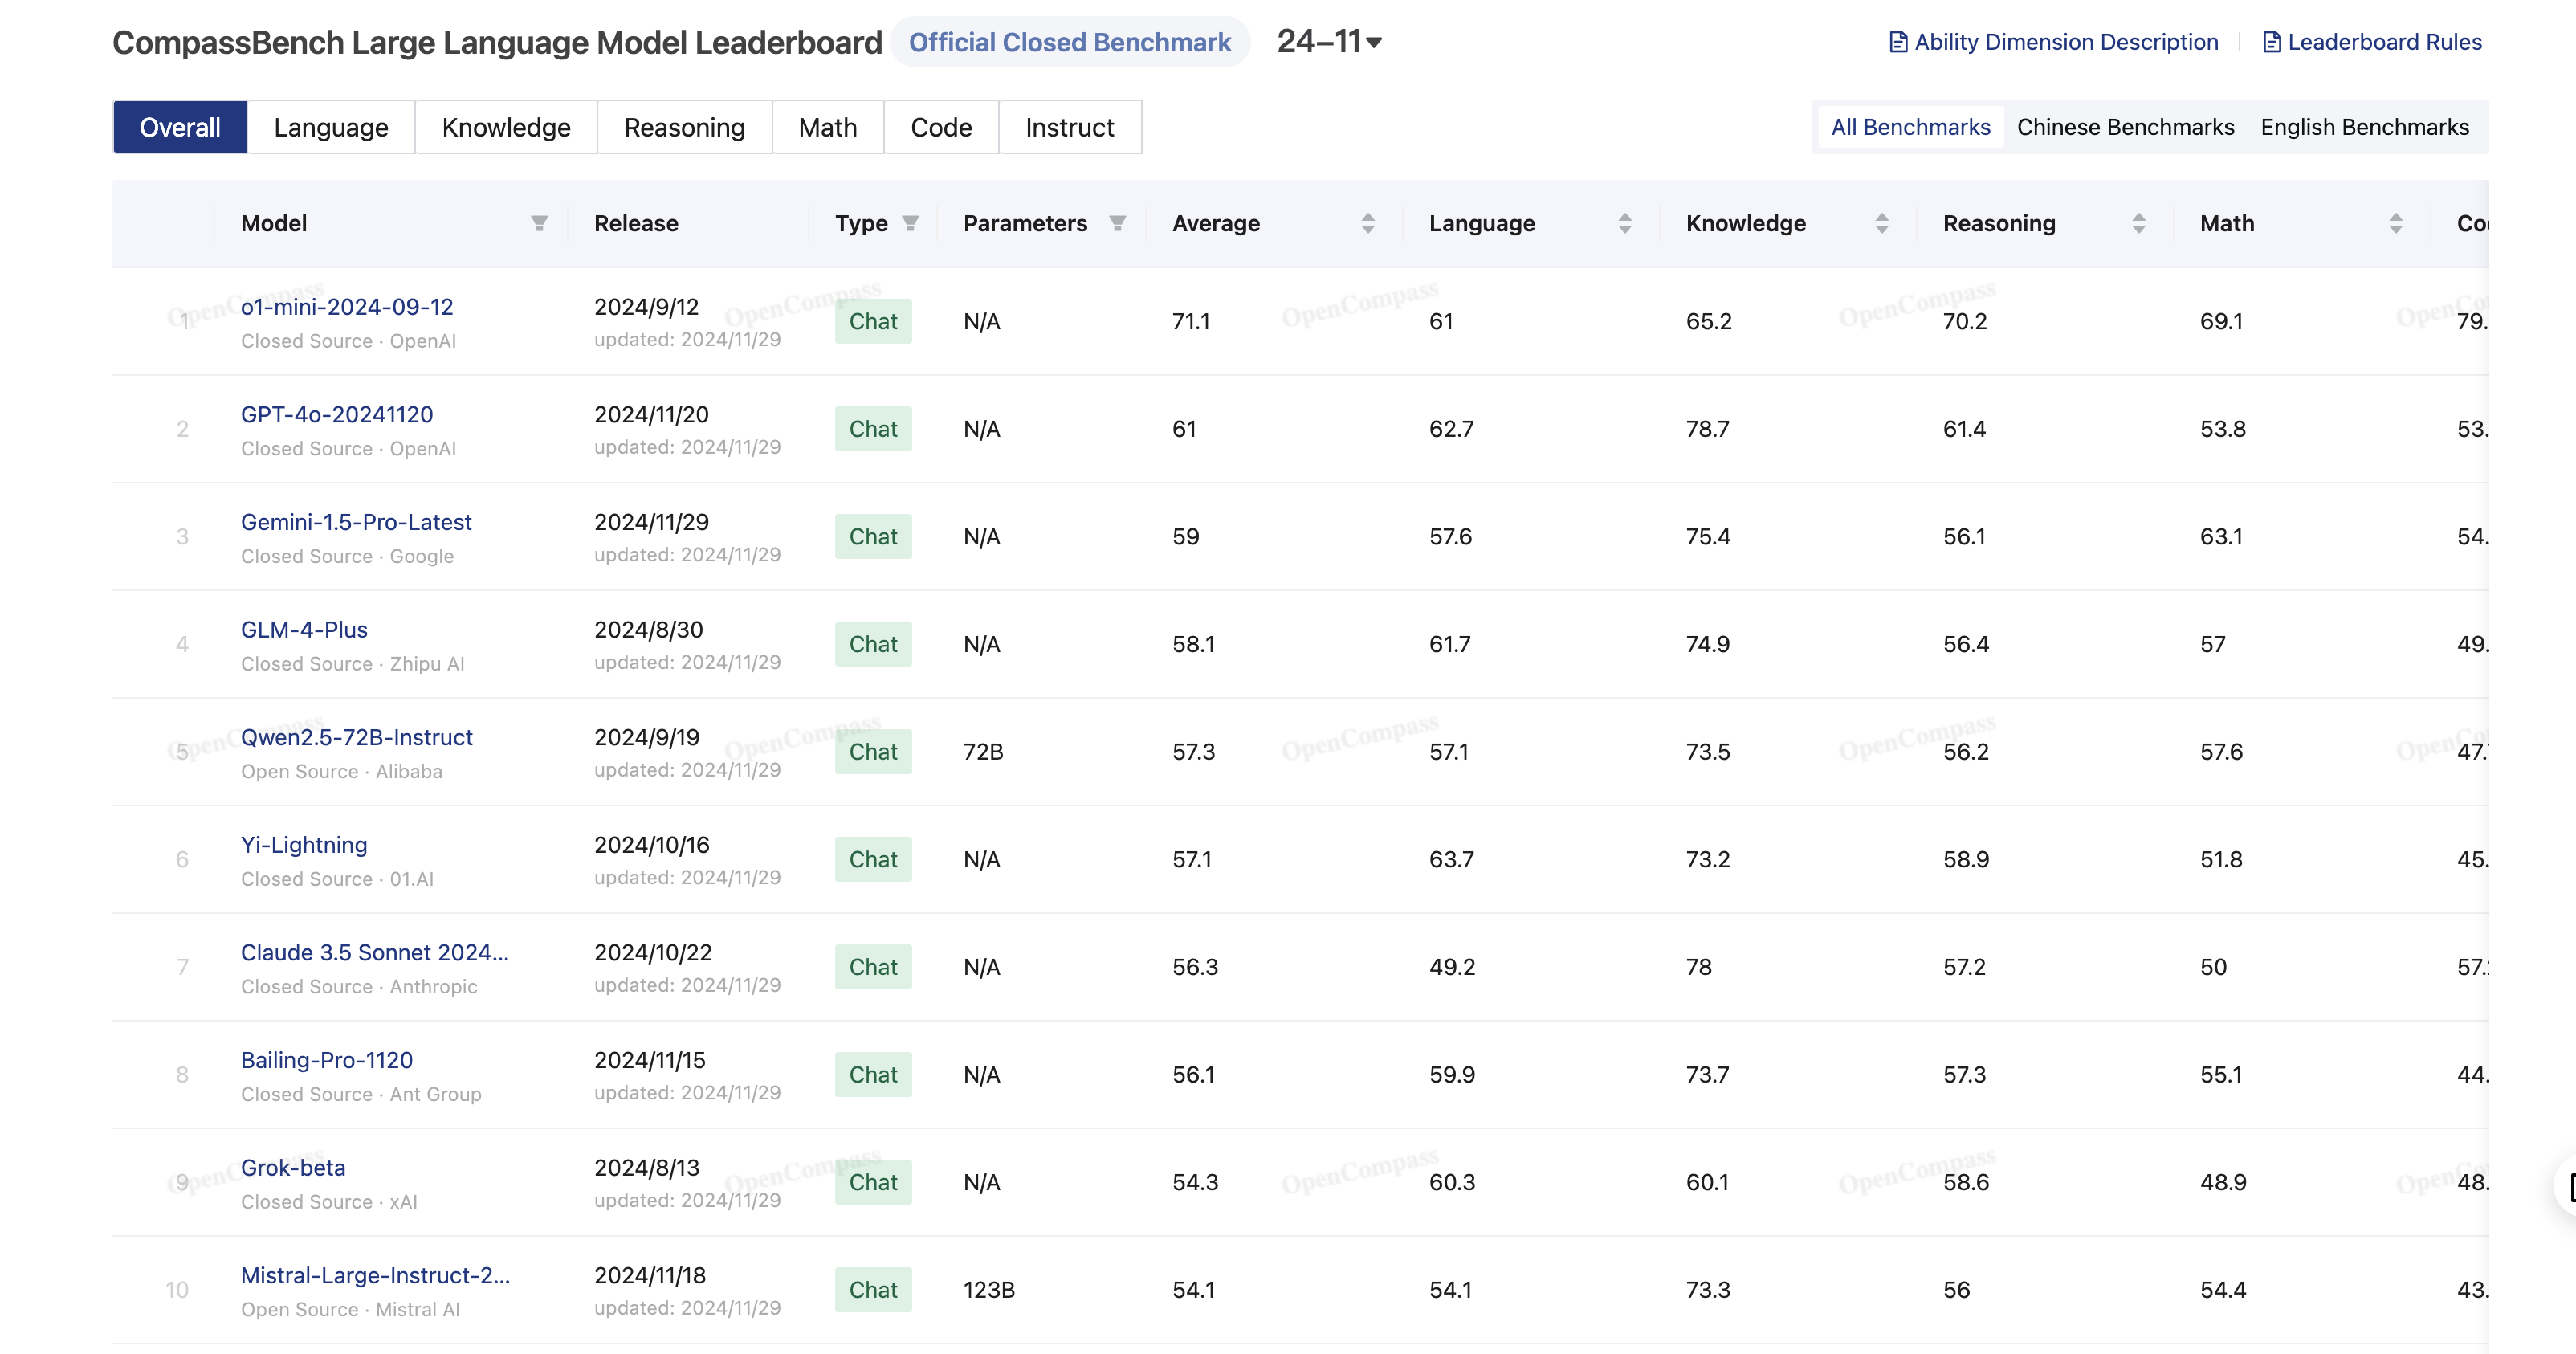 CompassBench Large Language Model Leaderboard Official Closed Benchmark 24-11 Ability Dimension Description Leaderboard Rules
Overall Language Knowledge Reasoning Math Code Instruct All Benchmarks Chinese Benchmarks English Benchmarks
Model Release Type Parameters Average Language Knowledge Reasoning Math
1 o1-mini-2024-09-12 2024/9/12 Chat N/A 71.1 61 65.2 70.2 69.1 79.
Closed Source · OpenAI updated: 2024/11/29
2 GPT-4o-20241120 2024/11/20 Chat N/A 61 62.7 78.7 61.4 53.8 53.
Closed Source · OpenAI updated: 2024/11/29
3 Gemini-1.5-Pro-Latest 2024/11/29 Chat N/A 59 57.6 75.4 56.1 63.1 54.
Closed Source · Google updated: 2024/11/29
4 GLM-4-Plus 2024/8/30 Chat N/A 58.1 61.7 74.9 56.4 57 49.
Closed Source · Zhipu AI updated: 2024/11/29
5 Qwen2.5-72B-Instruct 2024/9/19 Chat 72B 57.3 57.1 73.5 56.2 57.6 47.
Open Source · Alibaba updated: 2024/11/29
6 Yi-Lightning 2024/10/16 Chat N/A 57.1 63.7 73.2 58.9 51.8 45.
Closed Source · 01.AI updated: 2024/11/29
7 Claude 3.5 Sonnet 2024... 2024/10/22 Chat N/A 56.3 49.2 78 57.2 50 57.
Closed Source · Anthropic updated: 2024/11/29
8 Bailing-Pro-1120 2024/11/15 Chat N/A 56.1 59.9 73.7 57.3 55.1 44.
Closed Source · Ant Group updated: 2024/11/29
9 Grok-beta 2024/8/13 Chat N/A 54.3 60.3 60.1 58.6 48.9 48.
Closed Source · xAI updated: 2024/11/29
10 Mistral-Large-Instruct-2... 2024/11/18 Chat 123B 54.1 54.1 73.3 56 54.4 43.
Open Source · Mistral AI updated: 2024/11/29
OpenCompass OpenCompass OpenCompass OpenCompass
OpenCompass OpenCompass OpenCompass OpenCompass
OpenCompass OpenCompass OpenCompass OpenCompass